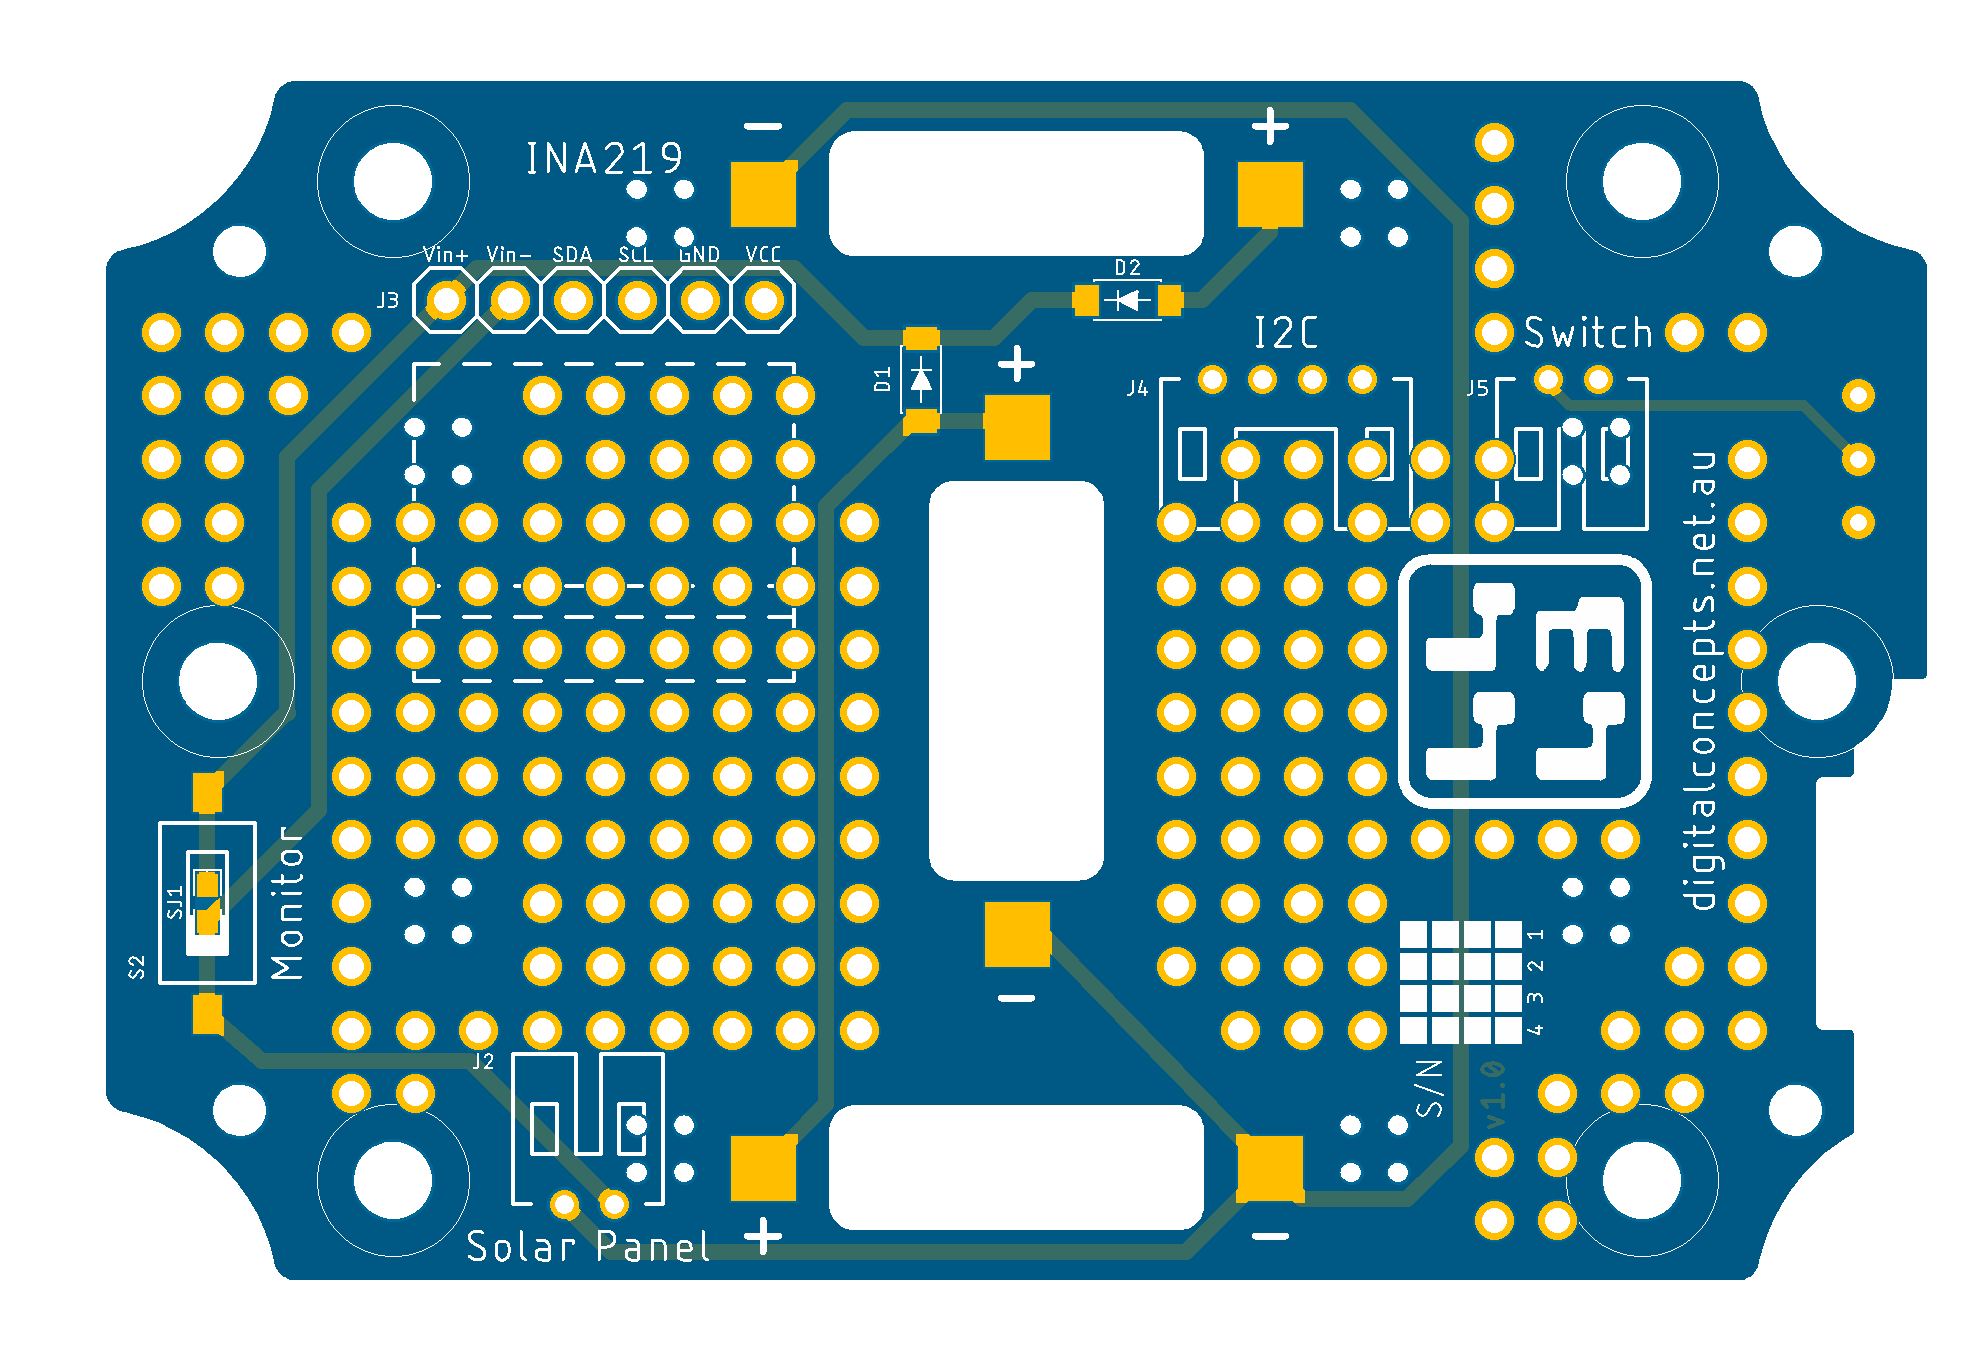 − +
INA219
Vin+ Vin− SDA SCL GND VCC
J3
D2
I2C
Switch
D1
+
J4
J5
digitalconcepts.net.au
Monitor
SJ1
S2
−
1
2
3
4
S/N
v1.0
J2
Solar Panel
+ −